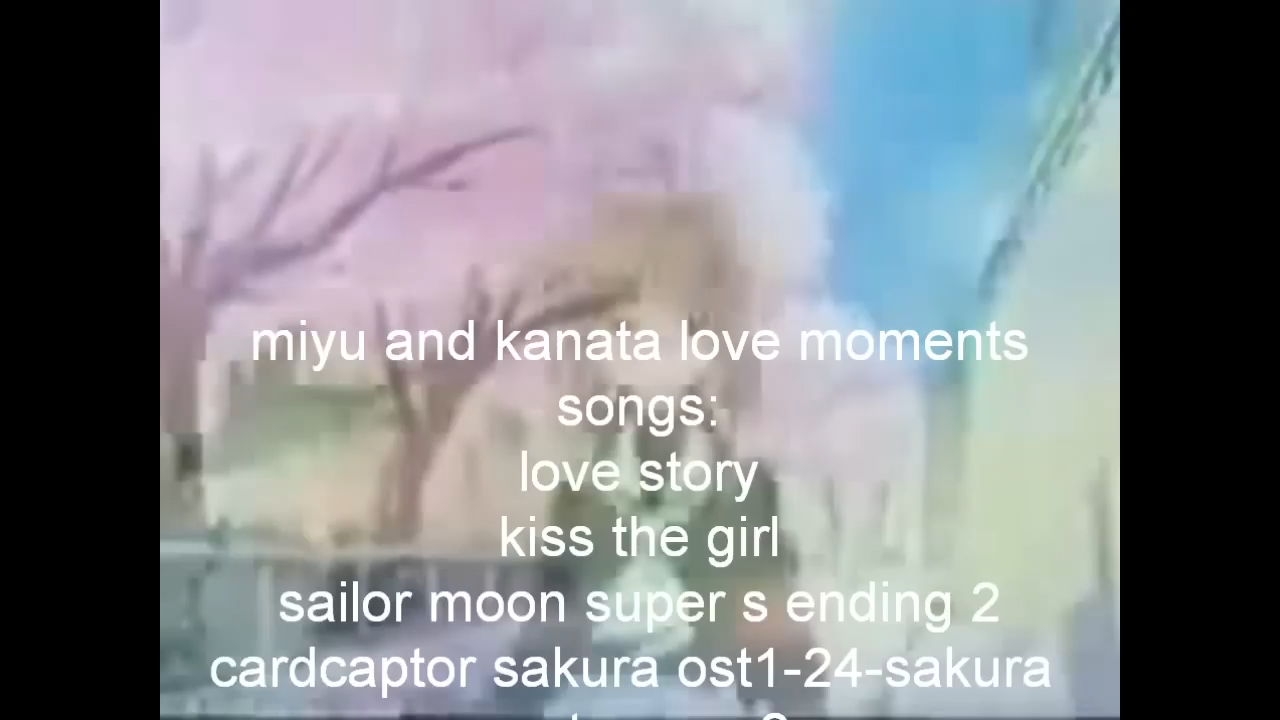 miyu and kanata love moments
songs:
love story
kiss the girl
sailor moon super s ending 2
cardcaptor sakura ost1-24-sakura